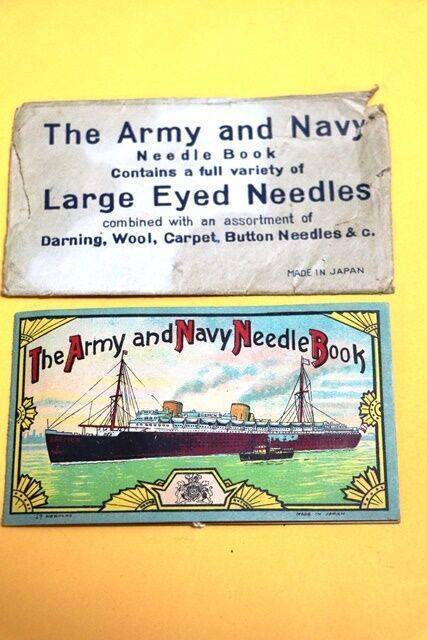 The Army and Navy
Needle Book
Contains a full variety of
Large Eyed Needles
combined with an assortment of
Darning, Wool, Carpet, Button Needles & c.
MADE IN JAPAN
The Army and Navy Needle Book
NEEDLES
MADE IN JAPAN